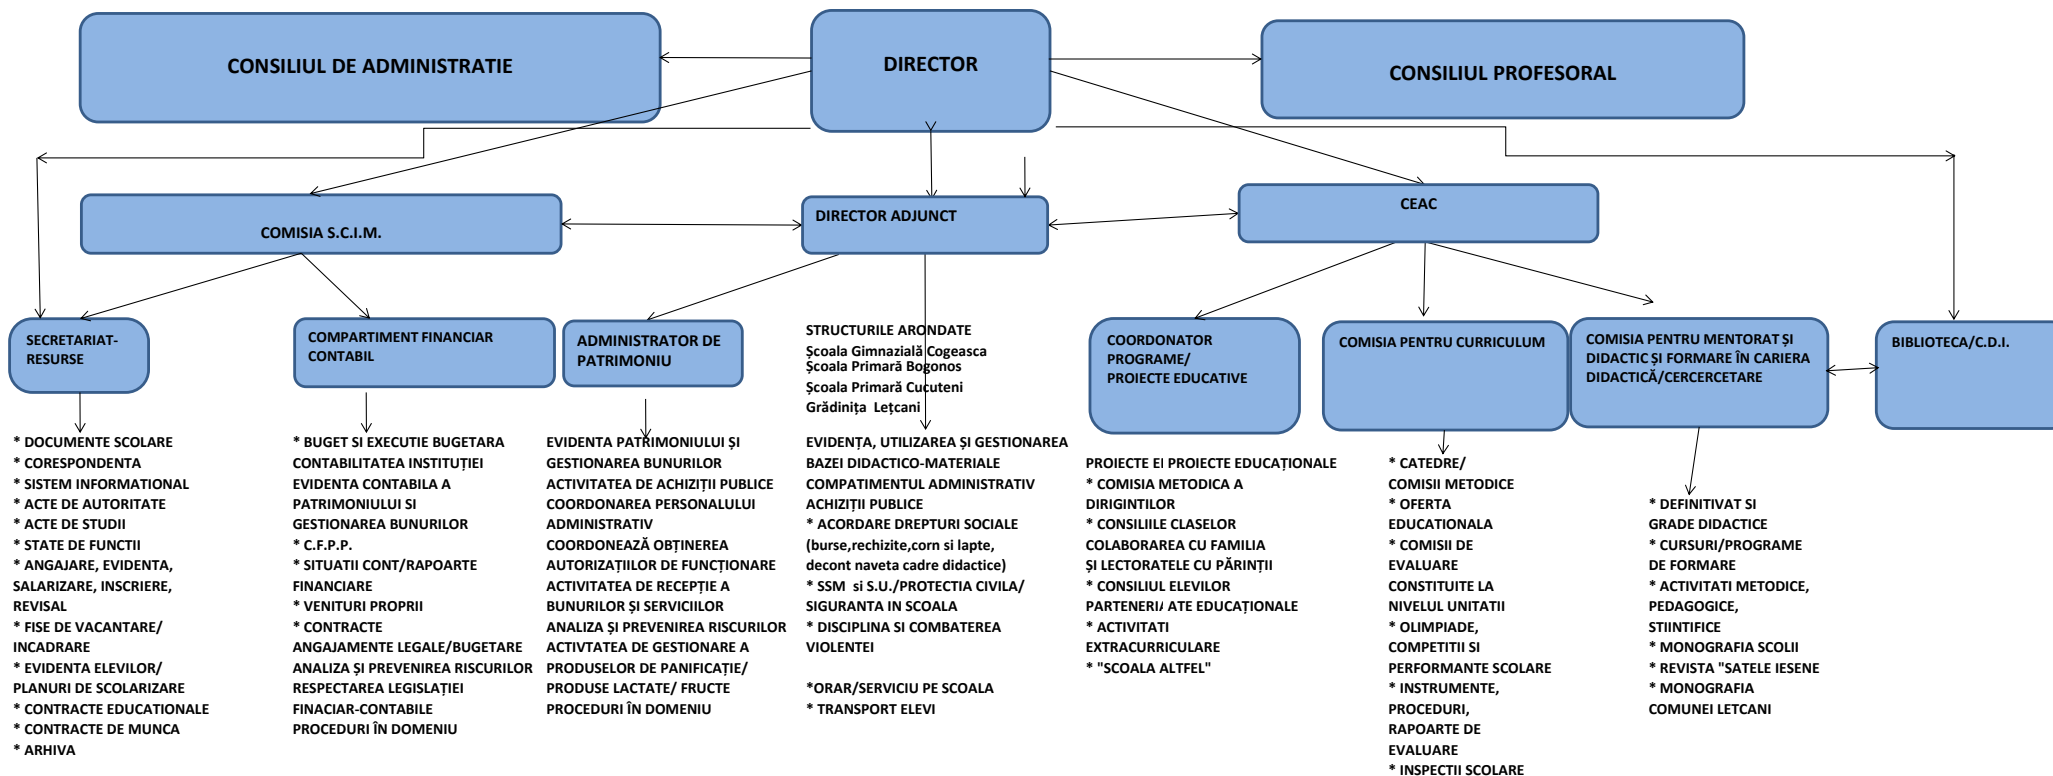 CONSILIUL DE ADMINISTRATIE
DIRECTOR
CONSILIUL PROFESORAL
COMISIA S.C.I.M.
DIRECTOR ADJUNCT
CEAC
SECRETARIAT-
RESURSE
COMPARTIMENT FINANCIAR
CONTABIL
ADMINISTRATOR DE
PATRIMONIU
STRUCTURILE ARONDATE
Școala Gimnazială Cogeasca
Școala Primară Bogonos
Școala Primară Cucuteni
Grădinița Lețcani
COORDONATOR
PROGRAME/
PROIECTE EDUCATIVE
COMISIA PENTRU CURRICULUM
COMISIA PENTRU MENTORAT ȘI
DIDACTIC ȘI FORMARE ÎN CARIERA
DIDACTICĂ/CERCERCETARE
BIBLIOTECA/C.D.I.
* DOCUMENTE SCOLARE
* CORESPONDENTA
* SISTEM INFORMATIONAL
* ACTE DE AUTORITATE
* ACTE DE STUDII
* STATE DE FUNCTII
* ANGAJARE, EVIDENTA,
SALARIZARE, INSCRIERE,
REVISAL
* FISE DE VACANTARE/
INCADRARE
* EVIDENTA ELEVILOR/
PLANURI DE SCOLARIZARE
* CONTRACTE EDUCATIONALE
* CONTRACTE DE MUNCA
* ARHIVA
* BUGET SI EXECUTIE BUGETARA
CONTABILITATEA INSTITUȚIEI
EVIDENTA CONTABILA A
PATRIMONIULUI SI
GESTIONAREA BUNURILOR
* C.F.P.P.
* SITUATII CONT/RAPOARTE
FINANCIARE
* VENITURI PROPRII
* CONTRACTE
ANGAJAMENTE LEGALE/BUGETARE
ANALIZA ȘI PREVENIREA RISCURILOR
RESPECTAREA LEGISLAȚIEI
FINACIAR-CONTABILE
PROCEDURI ÎN DOMENIU
EVIDENTA PATRIMONIULUI ȘI
GESTIONAREA BUNURILOR
ACTIVITATEA DE ACHIZIȚII PUBLICE
COORDONAREA PERSONALULUI
ADMINISTRATIV
COORDONEAZĂ OBȚINEREA
AUTORIZAȚIILOR DE FUNCȚIONARE
ACTIVITATEA DE RECEPȚIE A
BUNURILOR ȘI SERVICIILOR
ANALIZA ȘI PREVENIREA RISCURILOR
ACTIVTATEA DE GESTIONARE A
PRODUSELOR DE PANIFICAȚIE/
PRODUSE LACTATE/ FRUCTE
PROCEDURI ÎN DOMENIU
EVIDENȚA, UTILIZAREA ȘI GESTIONAREA
BAZEI DIDACTICO-MATERIALE
COMPATIMENTUL ADMINISTRATIV
ACHIZIȚII PUBLICE
* ACORDARE DREPTURI SOCIALE
(burse,rechizite,corn si lapte,
decont naveta cadre didactice)
* SSM si S.U./PROTECTIA CIVILA/
SIGURANTA IN SCOALA
* DISCIPLINA SI COMBATEREA
VIOLENTEI
*ORAR/SERVICIU PE SCOALA
* TRANSPORT ELEVI
PROIECTE EI PROIECTE EDUCAȚIONALE
* COMISIA METODICA A
DIRIGINTILOR
* CONSILIILE CLASELOR
COLABORAREA CU FAMILIA
ȘI LECTORATELE CU PĂRINȚII
* CONSILIUL ELEVILOR
PARTENERIATE EDUCAȚIONALE
* ACTIVITATI
EXTRACURRICULARE
* "SCOALA ALTFEL"
* CATEDRE/
COMISII METODICE
* OFERTA
EDUCATIONALA
* COMISII DE
EVALUARE
CONSTITUITE LA
NIVELUL UNITATII
* OLIMPIADE,
COMPETITII SI
PERFORMANTE SCOLARE
* INSTRUMENTE,
PROCEDURI,
RAPOARTE DE
EVALUARE
* INSPECTII SCOLARE
* DEFINITIVAT SI
GRADE DIDACTICE
* CURSURI/PROGRAME
DE FORMARE
* ACTIVITATI METODICE,
PEDAGOGICE,
STIINTIFICE
* MONOGRAFIA SCOLII
* REVISTA "SATELE IESENE
* MONOGRAFIA
COMUNEI LETCANI